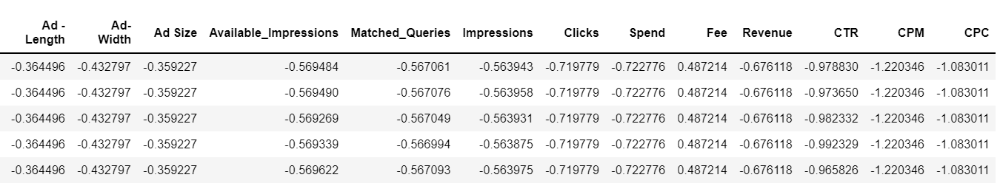 Ad - Length Ad-Width Ad Size Available_Impressions Matched_Queries Impressions Clicks Spend Fee Revenue CTR CPM CPC
-0.364496 -0.432797 -0.359227 -0.569484 -0.567061 -0.563943 -0.719779 -0.722776 0.487214 -0.676118 -0.978830 -1.220346 -1.083011
-0.364496 -0.432797 -0.359227 -0.569490 -0.567076 -0.563958 -0.719779 -0.722776 0.487214 -0.676118 -0.973650 -1.220346 -1.083011
-0.364496 -0.432797 -0.359227 -0.569269 -0.567049 -0.563931 -0.719779 -0.722776 0.487214 -0.676118 -0.982332 -1.220346 -1.083011
-0.364496 -0.432797 -0.359227 -0.569339 -0.566994 -0.563875 -0.719779 -0.722776 0.487214 -0.676118 -0.992329 -1.220346 -1.083011
-0.364496 -0.432797 -0.359227 -0.569622 -0.567093 -0.563975 -0.719779 -0.722776 0.487214 -0.676118 -0.965826 -1.220346 -1.083011